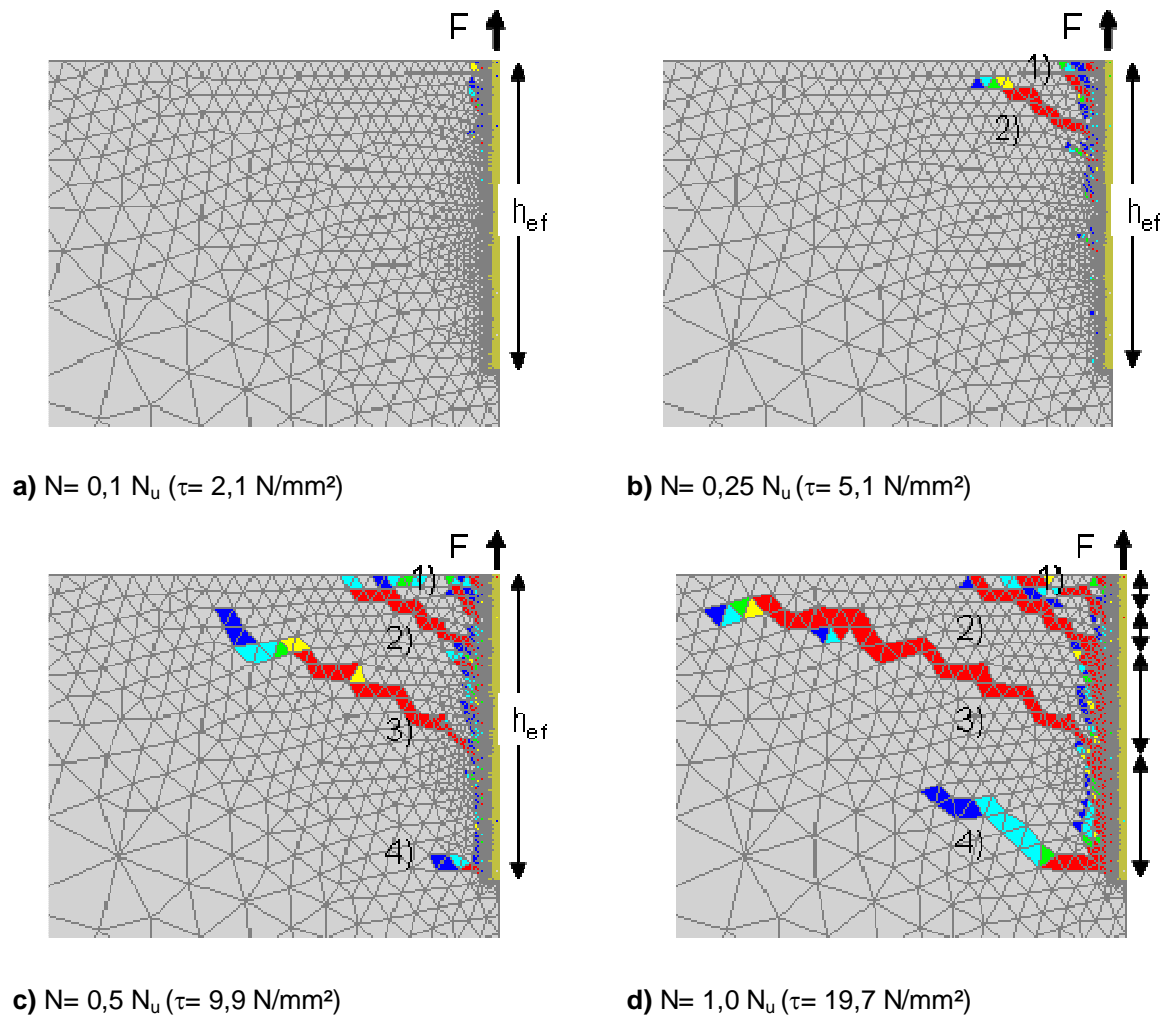 F F
1)
2)
h_ef h_ef
a) N= 0,1 N_u (τ= 2,1 N/mm²) b) N= 0,25 N_u (τ= 5,1 N/mm²)
F F
1) 1)
2) 2)
3) 3)
h_ef
4) 4)
c) N= 0,5 N_u (τ= 9,9 N/mm²) d) N= 1,0 N_u (τ= 19,7 N/mm²)